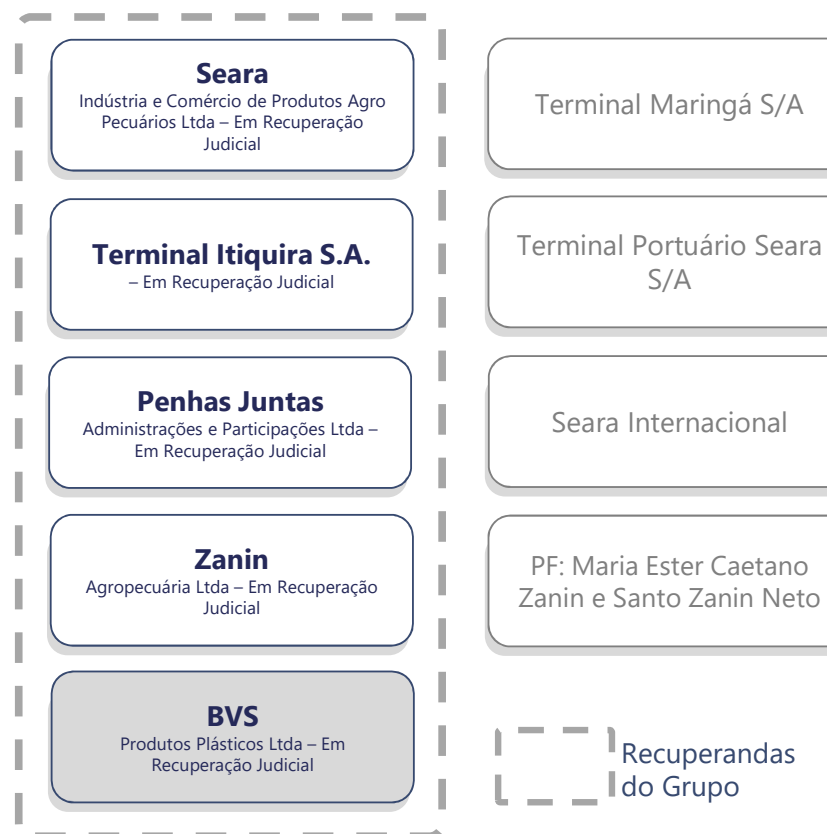 Seara
Indústria e Comércio de Produtos Agro
Pecuários Ltda – Em Recuperação
Judicial
Terminal Itiquira S.A.
– Em Recuperação Judicial
Penhas Juntas
Administrações e Participações Ltda –
Em Recuperação Judicial
Zanin
Agropecuária Ltda – Em Recuperação
Judicial
BVS
Produtos Plásticos Ltda – Em
Recuperação Judicial
Terminal Maringá S/A
Terminal Portuário Seara
S/A
Seara Internacional
PF: Maria Ester Caetano
Zanin e Santo Zanin Neto
Recuperandas
do Grupo